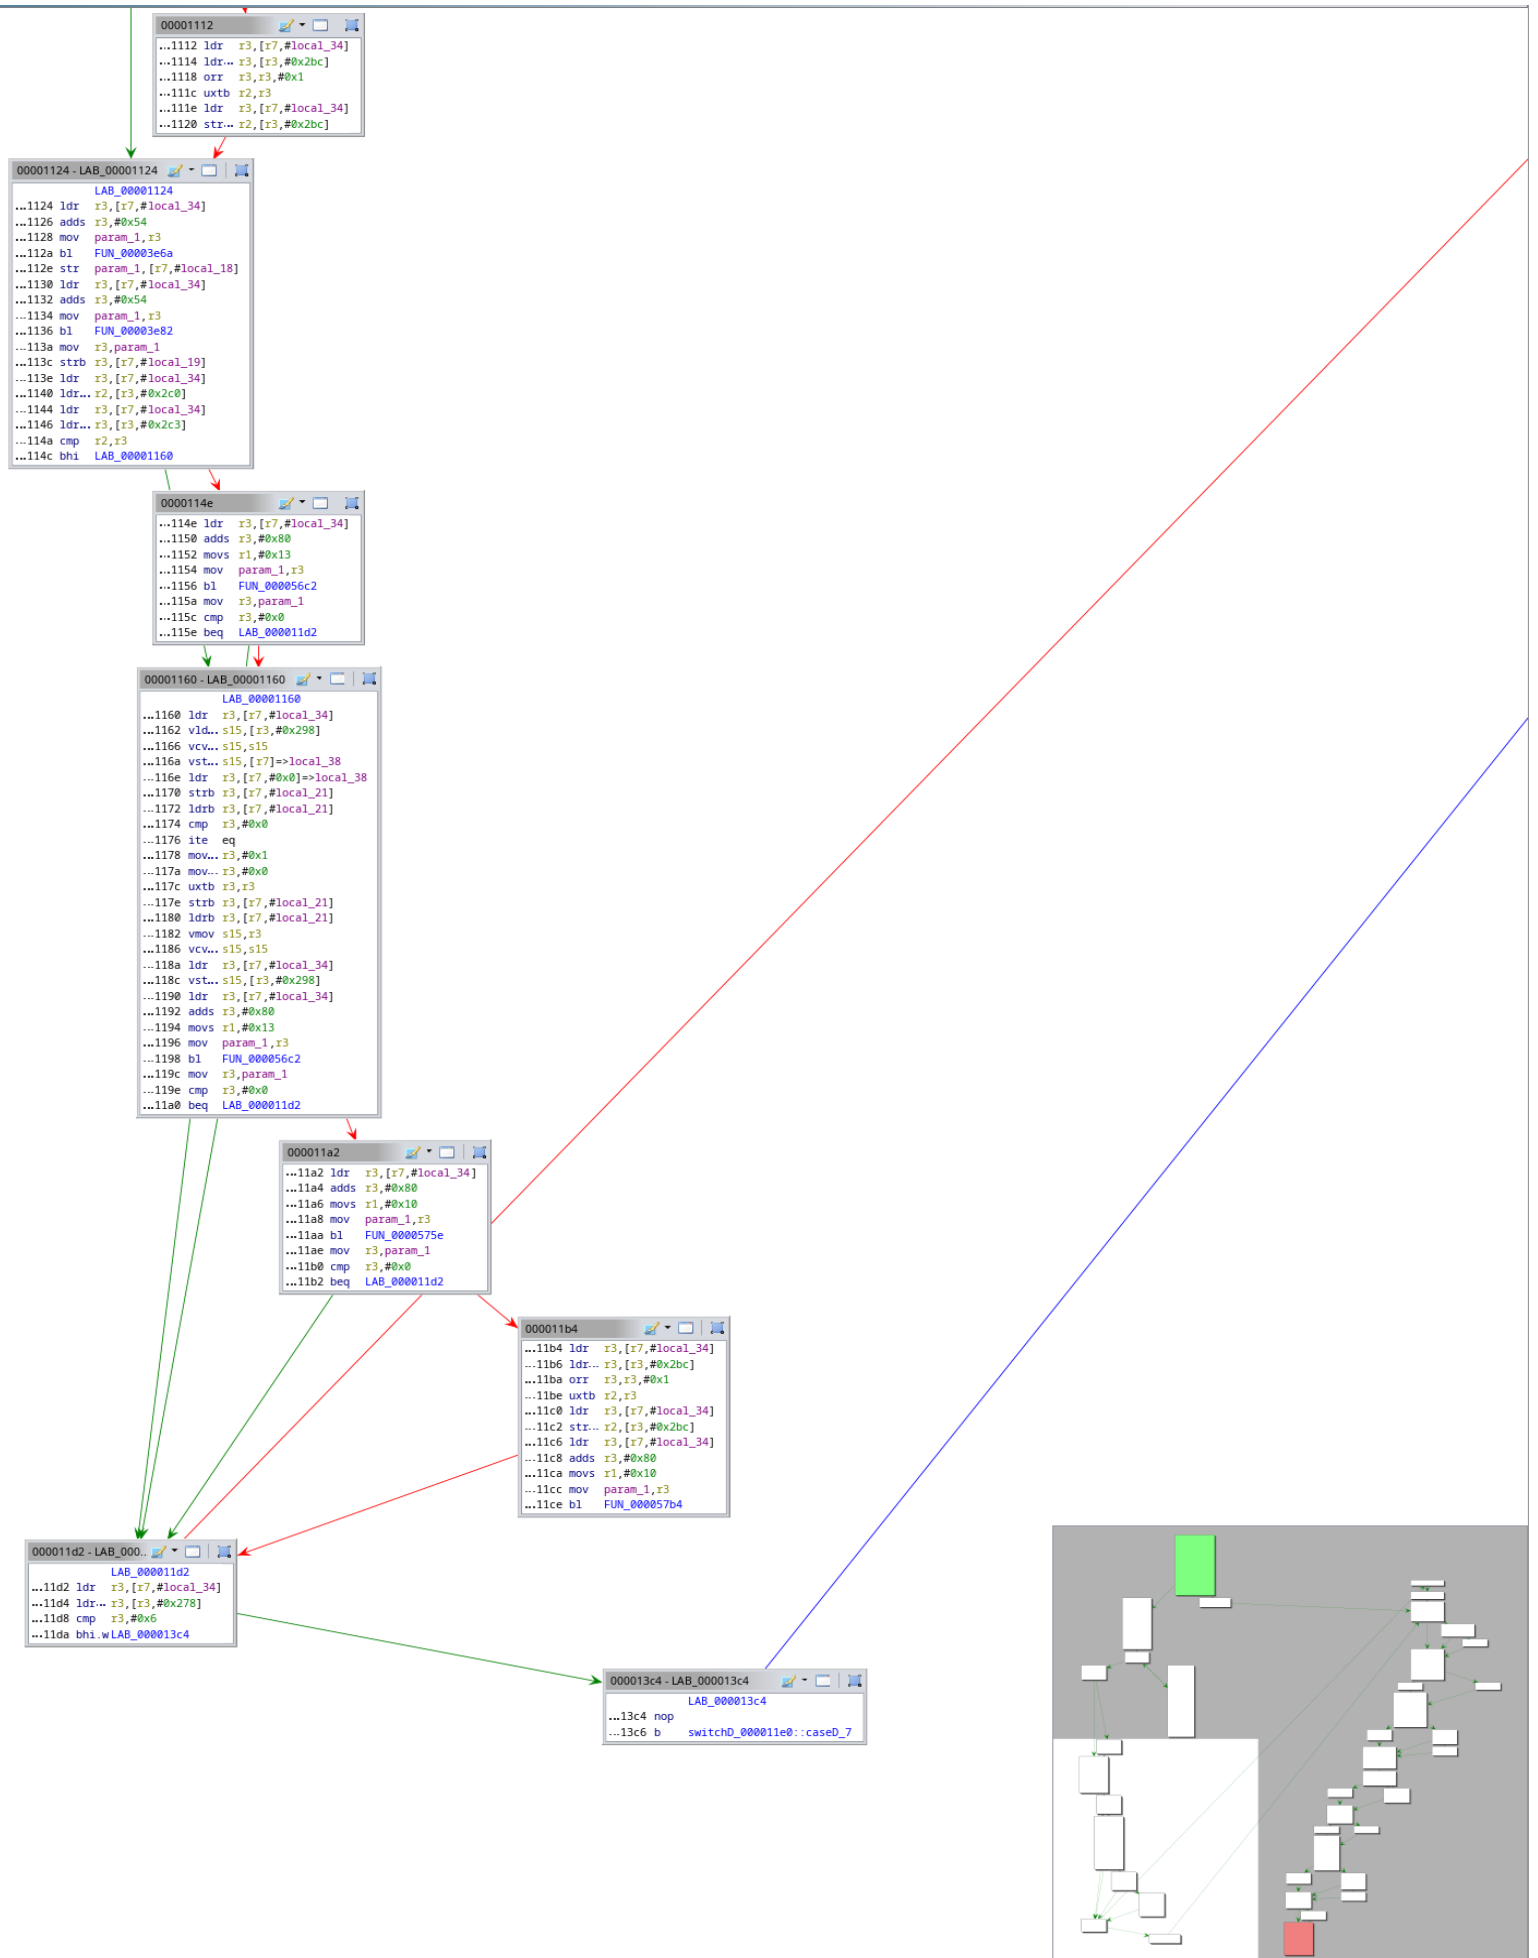 00001112
...1112 ldr r3,[r7,#local_34]
...1114 ldr... r3,[r3,#0x2bc]
...1118 orr r3,r3,#0x1
...111c uxtb r2,r3
...111e ldr r3,[r7,#local_34]
...1120 str... r2,[r3,#0x2bc]
00001124 - LAB_00001124
LAB_00001124
...1124 ldr r3,[r7,#local_34]
...1126 adds r3,#0x54
...1128 mov param_1,r3
...112a bl FUN_00003e6a
...112e str param_1,[r7,#local_18]
...1130 ldr r3,[r7,#local_34]
...1132 adds r3,#0x54
...1134 mov param_1,r3
...1136 bl FUN_00003e82
...113a mov r3,param_1
...113c strb r3,[r7,#local_19]
...113e ldr r3,[r7,#local_34]
...1140 ldr... r2,[r3,#0x2c0]
...1144 ldr r3,[r7,#local_34]
...1146 ldr... r3,[r3,#0x2c3]
...114a cmp r2,r3
...114c bhi LAB_00001160
0000114e
...114e ldr r3,[r7,#local_34]
...1150 adds r3,#0x80
...1152 movs r1,#0x13
...1154 mov param_1,r3
...1156 bl FUN_000056c2
...115a mov r3,param_1
...115c cmp r3,#0x0
...115e beq LAB_000011d2
00001160 - LAB_00001160
LAB_00001160
...1160 ldr r3,[r7,#local_34]
...1162 vld... s15,[r3,#0x298]
...1166 vcv... s15,s15
...116a vst... s15,[r7]=>local_38
...116e ldr r3,[r7,#0x0]=>local_38
...1170 strb r3,[r7,#local_21]
...1172 ldrb r3,[r7,#local_21]
...1174 cmp r3,#0x0
...1176 ite eq
...1178 mov... r3,#0x1
...117a mov... r3,#0x0
...117c uxtb r3,r3
...117e strb r3,[r7,#local_21]
...1180 ldrb r3,[r7,#local_21]
...1182 vmov s15,r3
...1186 vcv... s15,s15
...118a ldr r3,[r7,#local_34]
...118c vst... s15,[r3,#0x298]
...1190 ldr r3,[r7,#local_34]
...1192 adds r3,#0x80
...1194 movs r1,#0x13
...1196 mov param_1,r3
...1198 bl FUN_000056c2
...119c mov r3,param_1
...119e cmp r3,#0x0
...11a0 beq LAB_000011d2
000011a2
...11a2 ldr r3,[r7,#local_34]
...11a4 adds r3,#0x80
...11a6 movs r1,#0x10
...11a8 mov param_1,r3
...11aa bl FUN_0000575e
...11ae mov r3,param_1
...11b0 cmp r3,#0x0
...11b2 beq LAB_000011d2
000011b4
...11b4 ldr r3,[r7,#local_34]
...11b6 ldr... r3,[r3,#0x2bc]
...11ba orr r3,r3,#0x1
...11be uxtb r2,r3
...11c0 ldr r3,[r7,#local_34]
...11c2 str... r2,[r3,#0x2bc]
...11c6 ldr r3,[r7,#local_34]
...11c8 adds r3,#0x80
...11ca movs r1,#0x10
...11cc mov param_1,r3
...11ce bl FUN_000057b4
000011d2 - LAB_000...
LAB_000011d2
...11d2 ldr r3,[r7,#local_34]
...11d4 ldr... r3,[r3,#0x278]
...11d8 cmp r3,#0x6
...11da bhi.w LAB_000013c4
000013c4 - LAB_000013c4
LAB_000013c4
...13c4 nop
...13c6 b switchD_000011e0::caseD_7